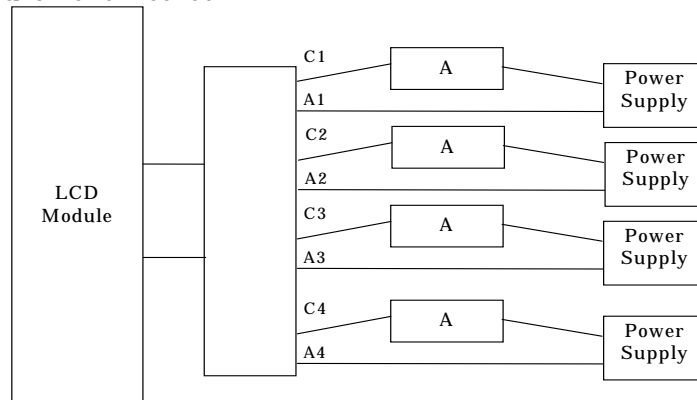 LCD
Module
C1
A
Power
Supply
A1
C2
A
Power
Supply
A2
C3
A
Power
Supply
A3
C4
A
Power
Supply
A4